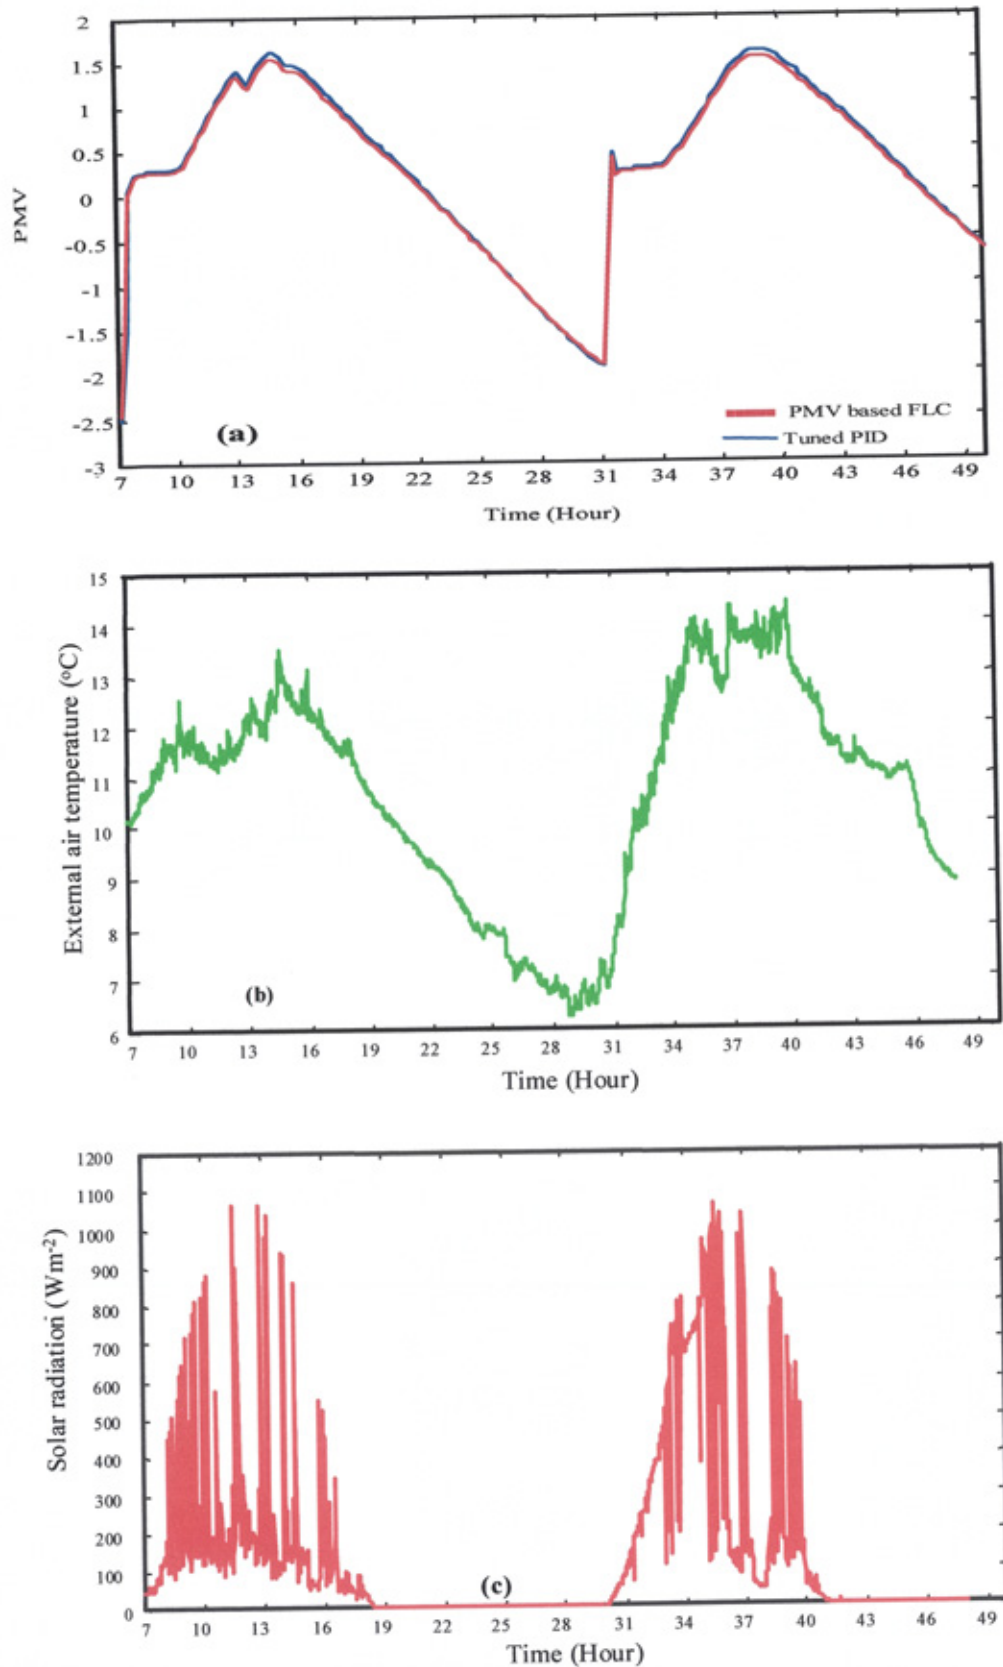 2
1.5
1
0.5
0
-0.5
-1
-1.5
-2
-2.5
-3
PMV
(a)
PMV based FLC
Tuned PID
7 10 13 16 19 22 25 28 31 34 37 40 43 46 49
Time (Hour)
15
14
13
12
11
10
9
8
7
6
External air temperature (°C)
(b)
7 10 13 16 19 22 25 28 31 34 37 40 43 46 49
Time (Hour)
1200
1100
1000
900
800
700
600
500
400
300
200
100
0
Solar radiation (Wm-2)
(c)
7 10 13 16 19 22 25 28 31 34 37 40 43 46 49
Time (Hour)